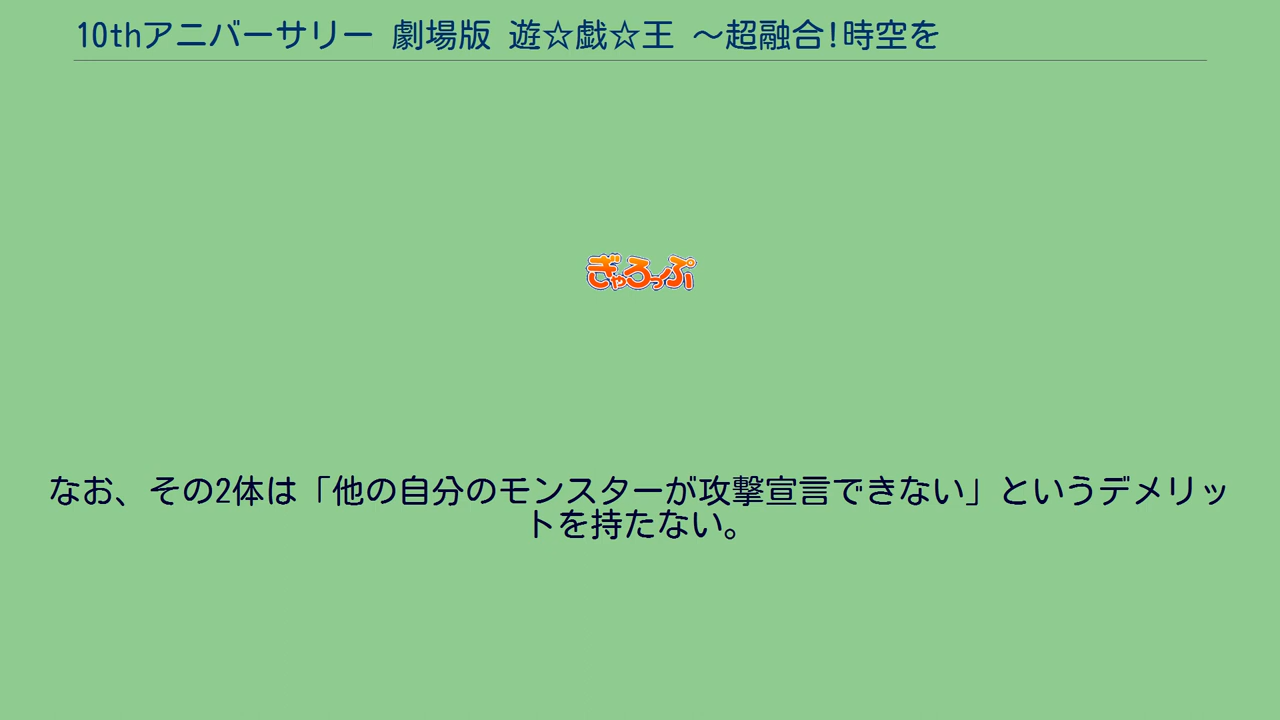 10thアニバーサリー 劇場版 遊☆戯☆王 ～超融合!時空を
ぎゃろっぷ
なお、その2体は「他の自分のモンスターが攻撃宣言できない」というデメリッ
トを持たない。